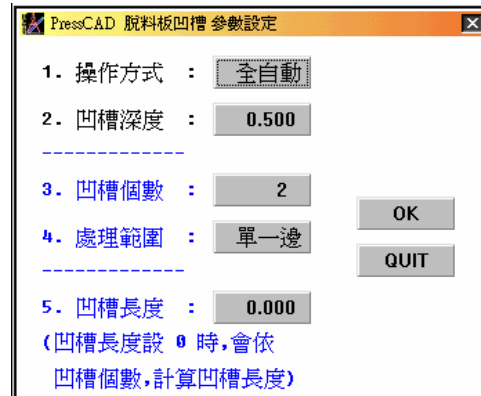 PressCAD 脫料板凹槽 參數設定
1. 操作方式 : 全自動
2. 凹槽深度 : 0.500
-------------
3. 凹槽個數 : 2
OK
4. 處理範圍 : 單一邊
QUIT
-------------
5. 凹槽長度 : 0.000
(凹槽長度設 0 時,會依
凹槽個數,計算凹槽長度)